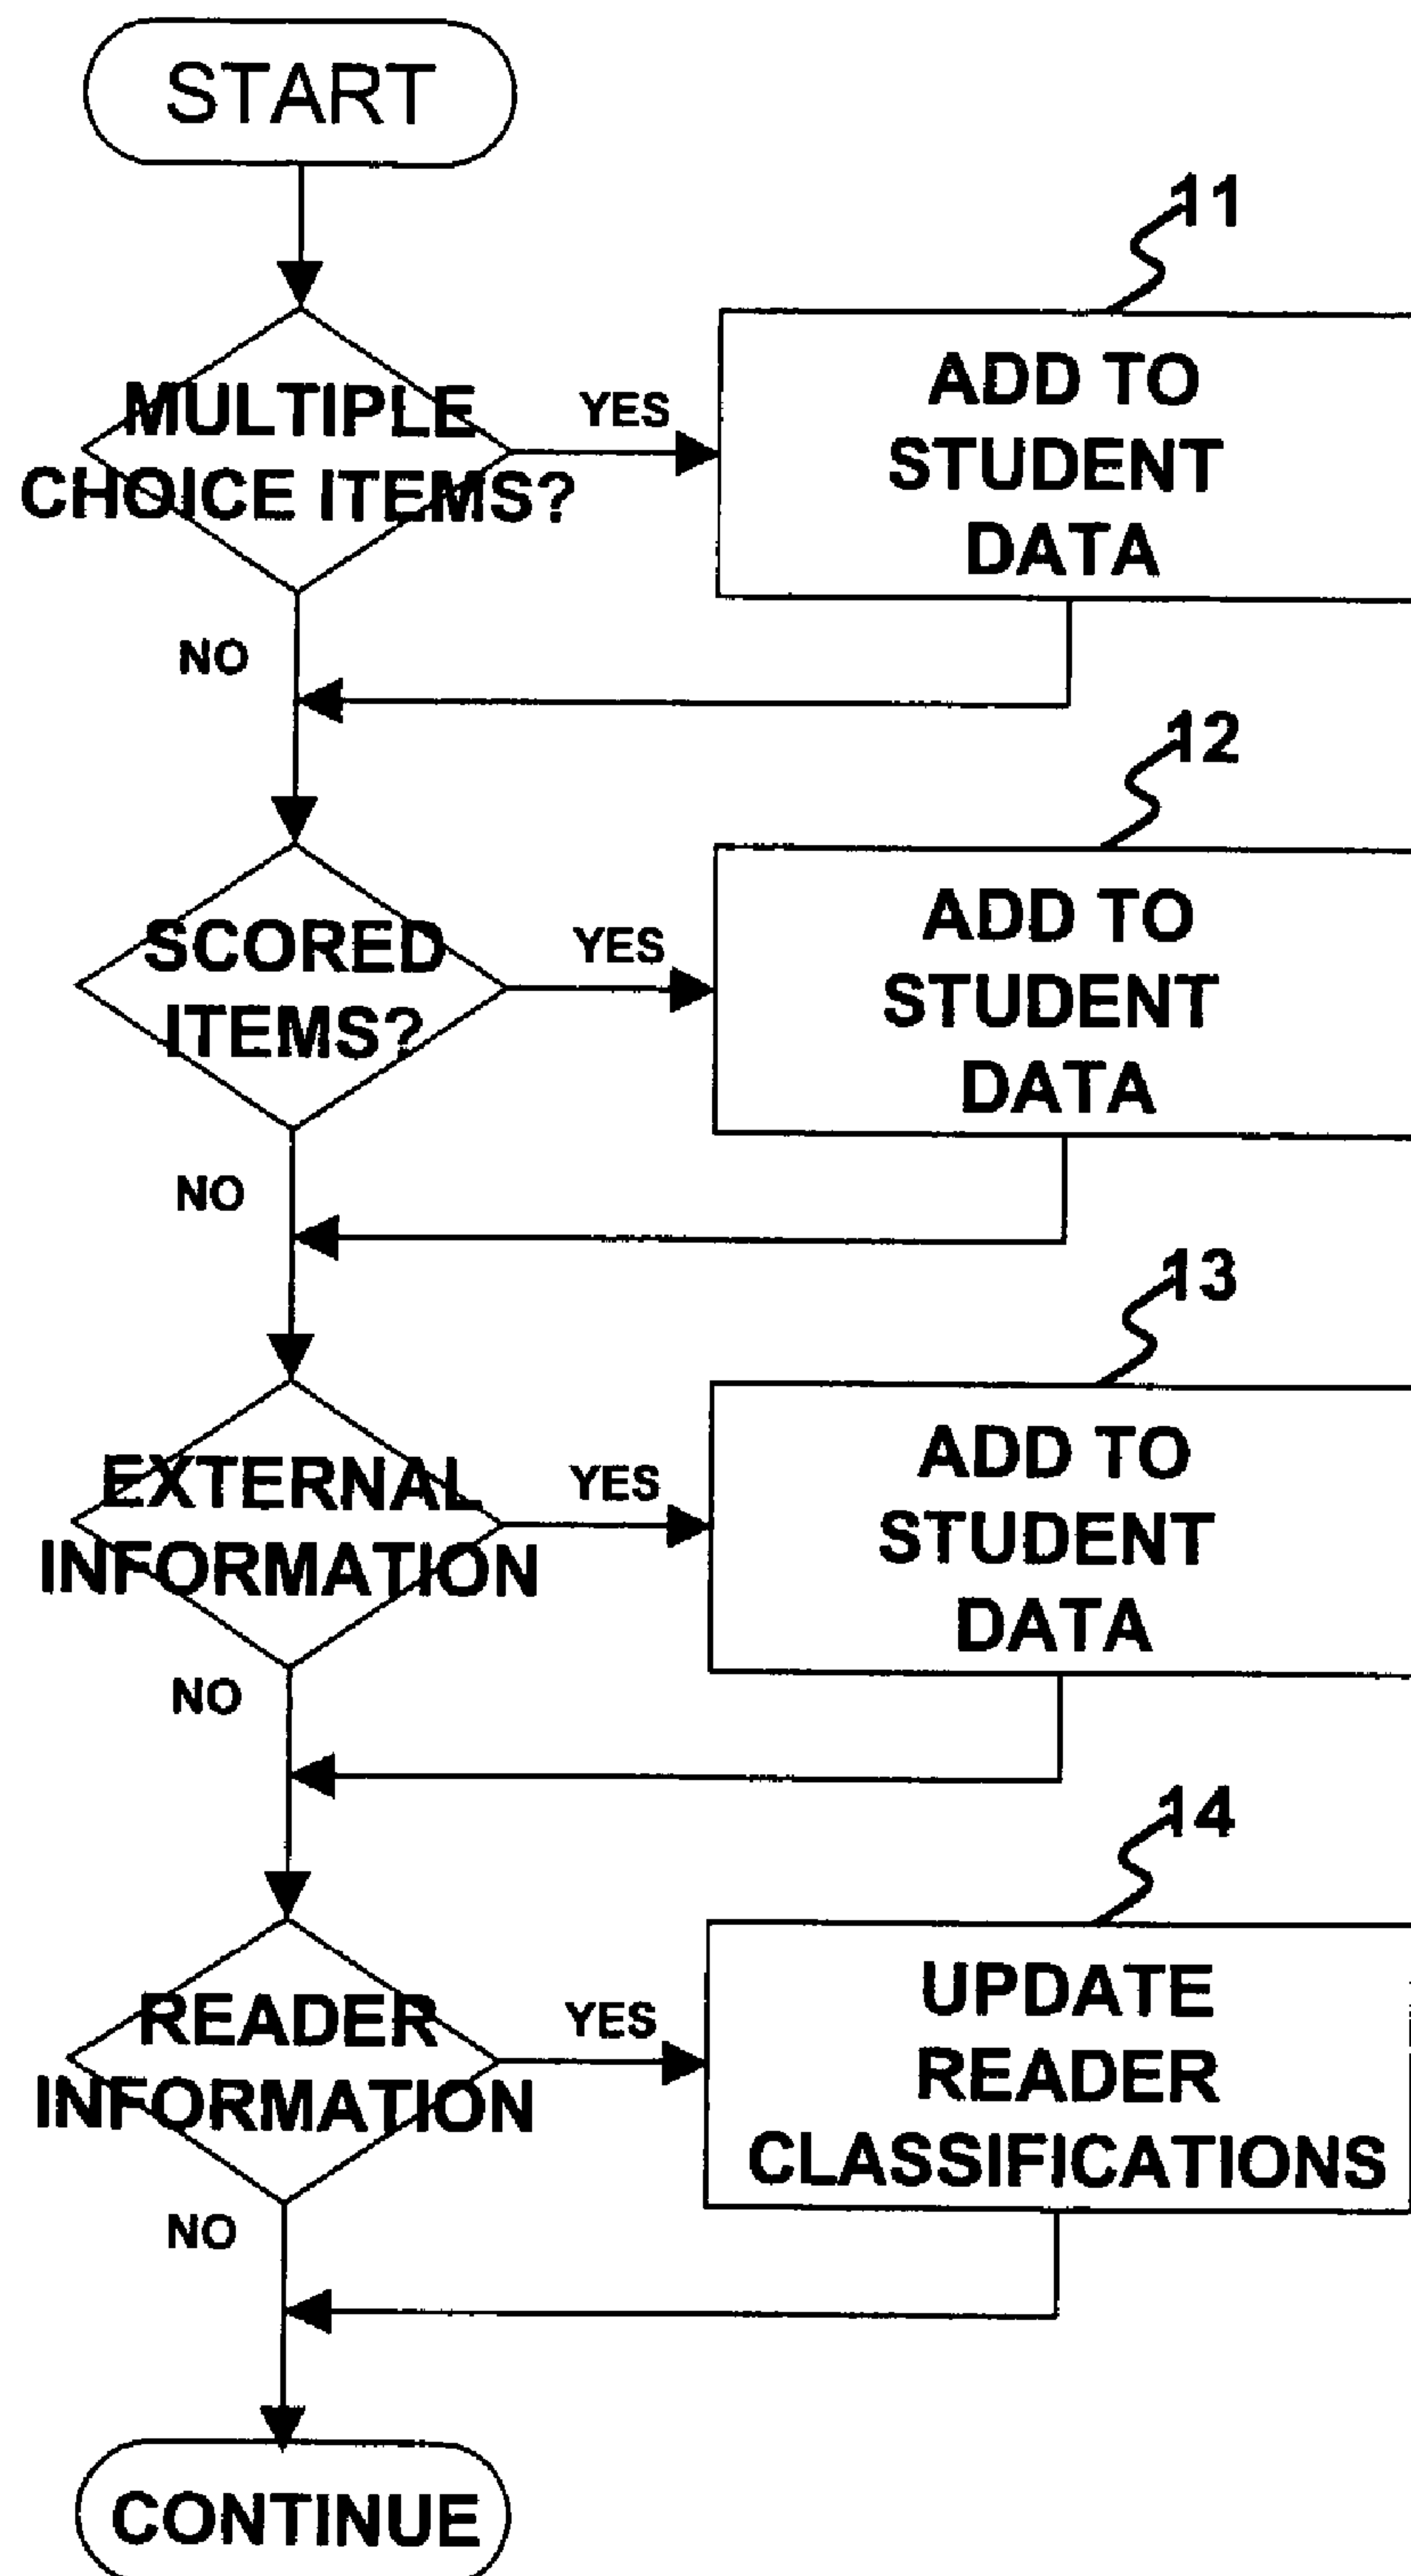 START
11
MULTIPLE
CHOICE ITEMS?
YES
ADD TO
STUDENT
DATA
NO
12
SCORED
ITEMS?
YES
ADD TO
STUDENT
DATA
NO
13
EXTERNAL
INFORMATION
YES
ADD TO
STUDENT
DATA
NO
14
READER
INFORMATION
YES
UPDATE
READER
CLASSIFICATIONS
NO
CONTINUE